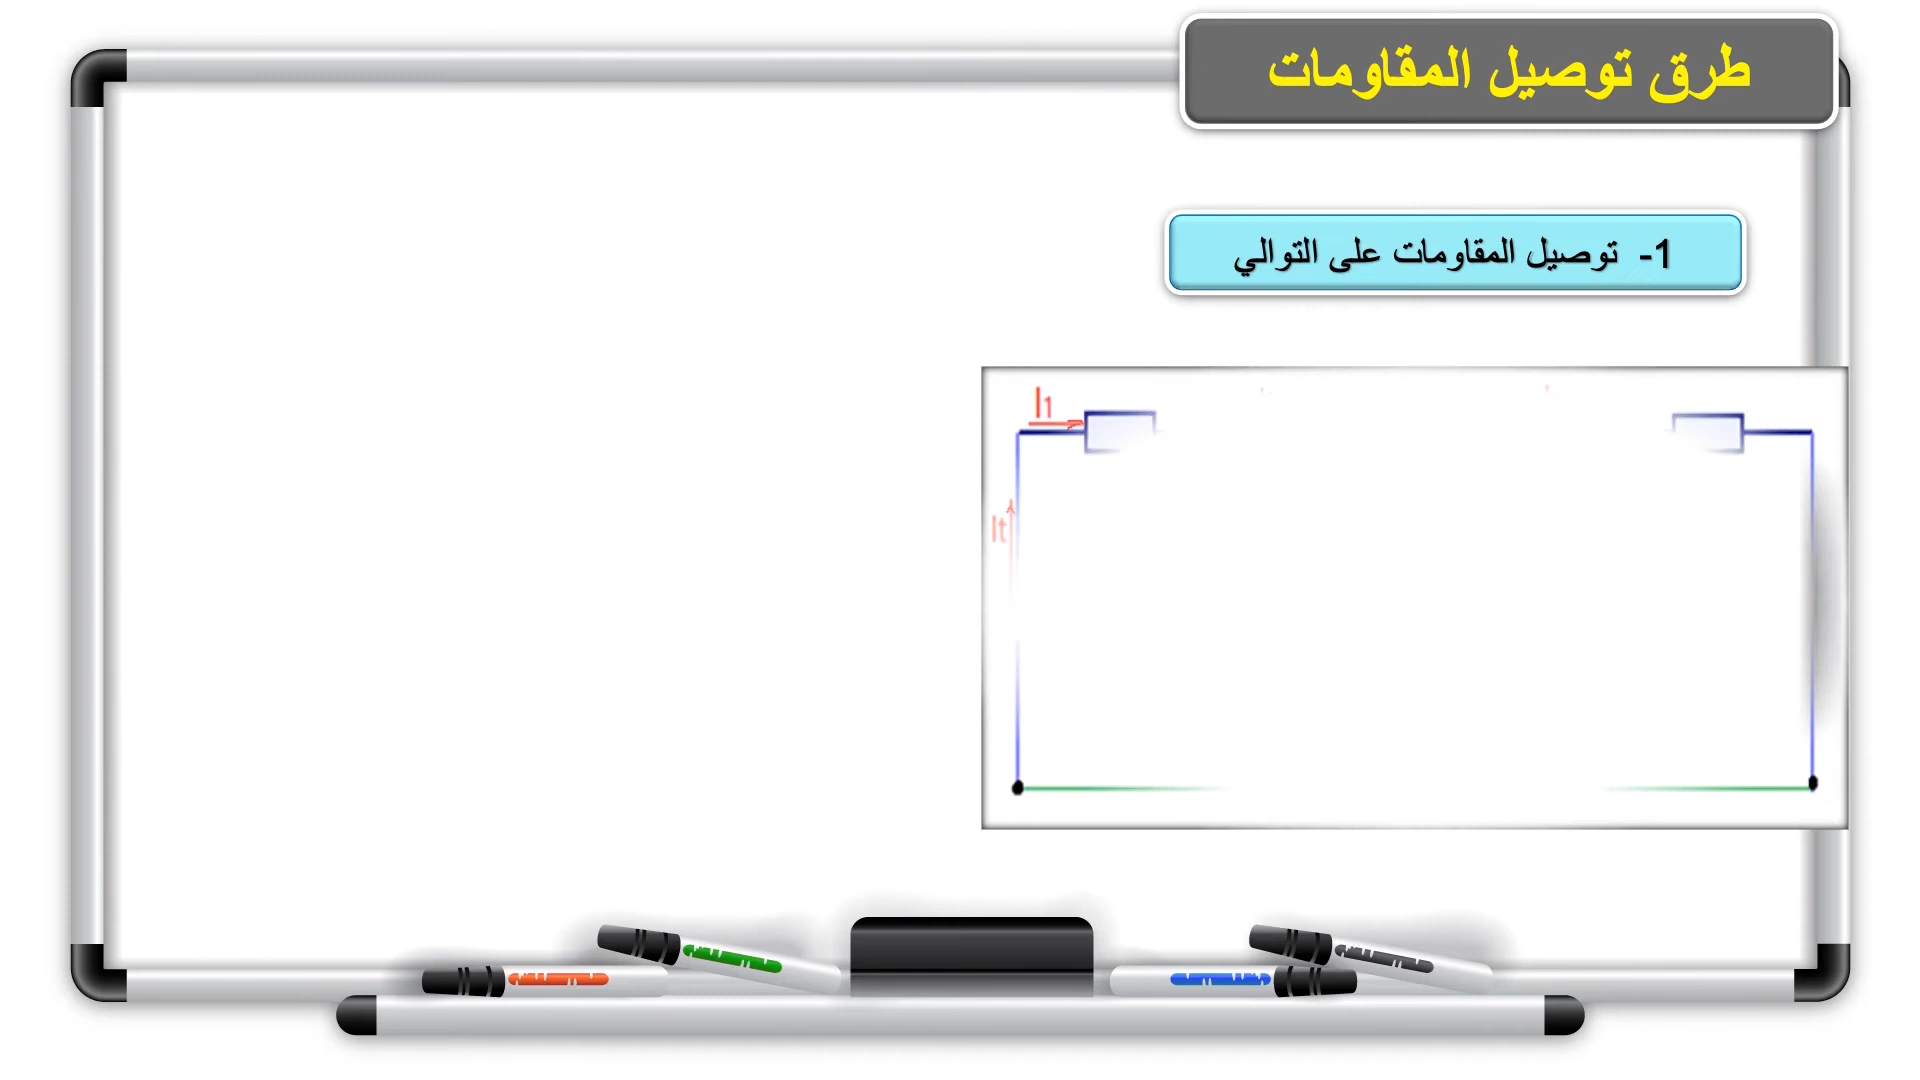 طرق توصيل المقاومات
1- توصيل المقاومات على التوالي
I1
It